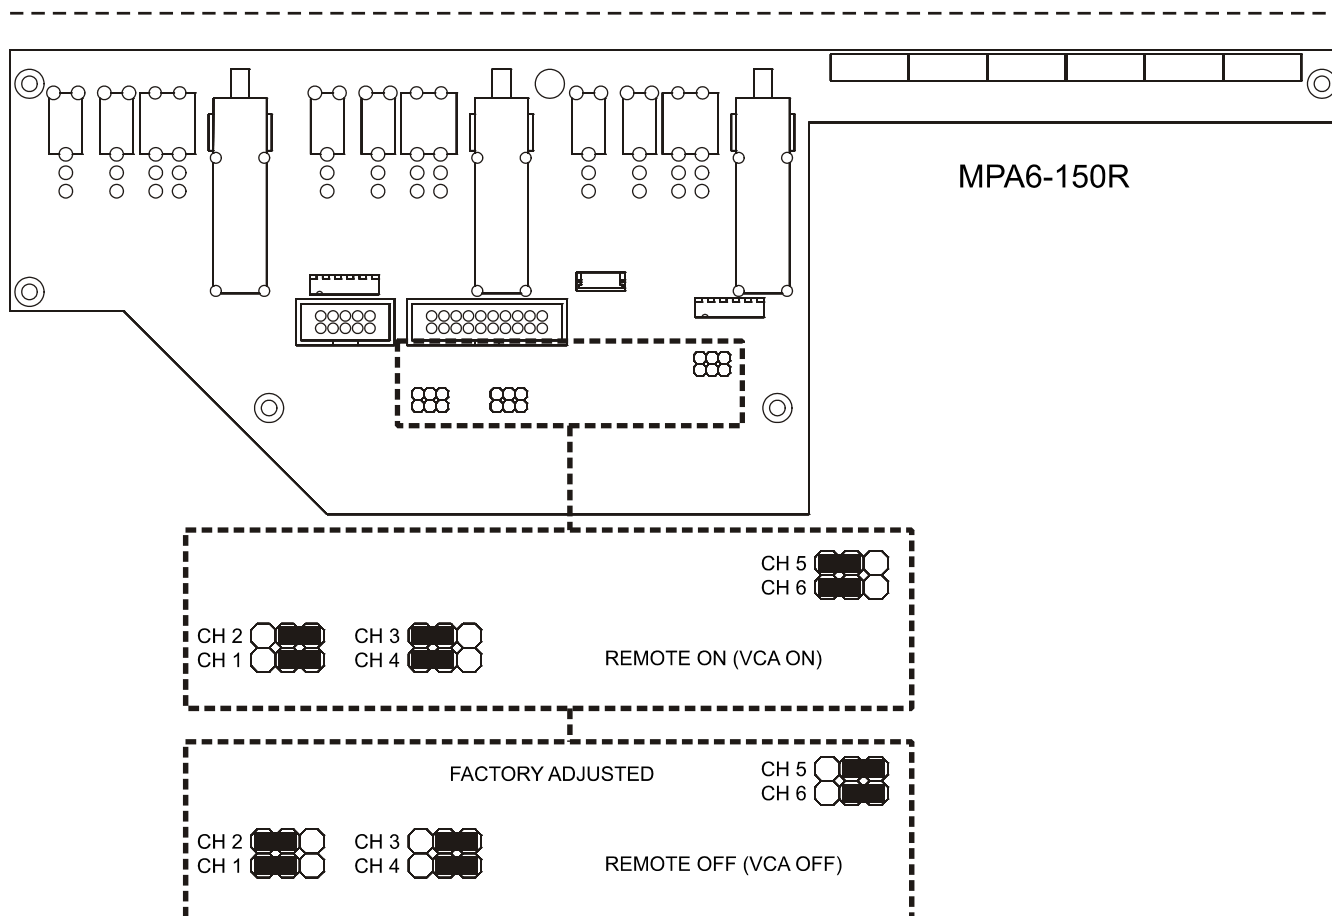 MPA6-150R
CH 5
CH 6
CH 2
CH 3
CH 1
CH 4
REMOTE ON (VCA ON)
FACTORY ADJUSTED
CH 5
CH 6
CH 2
CH 3
CH 1
CH 4
REMOTE OFF (VCA OFF)